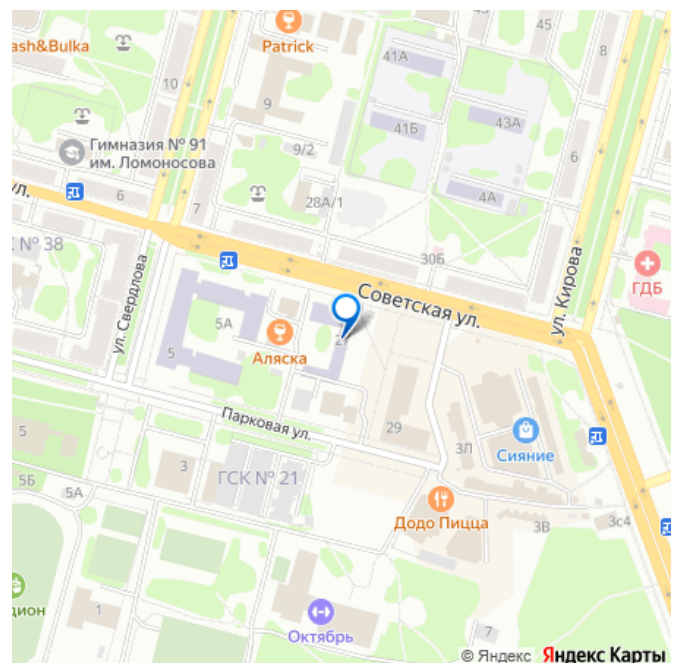 45
43
ash&Bulka
Patrick
41А
8
10
9
41Б
43А
Гимназия № 91
им. Ломоносова
9/2
6
4А
ул.
6
7
28А/1
№ 38
30Б
ГДБ
ул. Свердлова
ул. Кирова
Советская ул.
5А
5
Аляска
Парковая ул.
29
3Л
Сияние
3
ГСК № 21
5Б
5А
Додо Пицца
3В
3с4
дион
1
Октябрь
7
© Яндекс Яндекс Карты